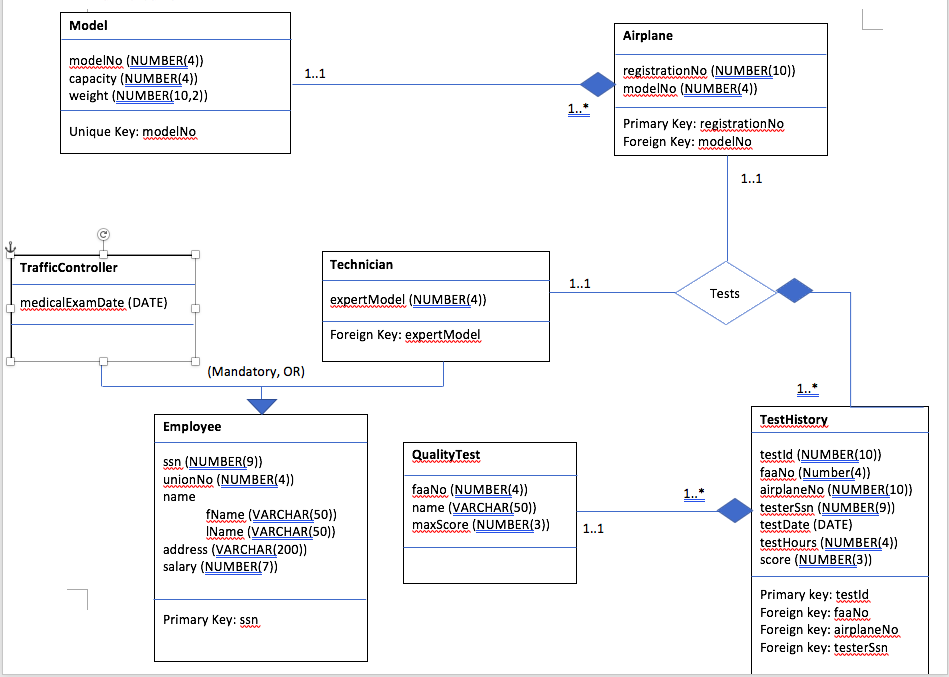 Model
modelNo (NUMBER(4))
capacity (NUMBER(4))
weight (NUMBER(10,2))
Unique Key: modelNo
1..1
1..*
Airplane
registrationNo (NUMBER(10))
modelNo (NUMBER(4))
Primary Key: registrationNo
Foreign Key: modelNo
1..1
TrafficController
medicalExamDate (DATE)
Technician
expertModel (NUMBER(4))
Foreign Key: expertModel
1..1
Tests
1..*
(Mandatory, OR)
Employee
ssn (NUMBER(9))
unionNo (NUMBER(4))
name
fName (VARCHAR(50))
lName (VARCHAR(50))
address (VARCHAR(200))
salary (NUMBER(7))
Primary Key: ssn
QualityTest
faaNo (NUMBER(4))
name (VARCHAR(50))
maxScore (NUMBER(3))
1..1
1..*
TestHistory
testId (NUMBER(10))
faaNo (Number(4))
airplaneNo (NUMBER(10))
testerSsn (NUMBER(9))
testDate (DATE)
testHours (NUMBER(4))
score (NUMBER(3))
Primary key: testId
Foreign key: faaNo
Foreign key: airplaneNo
Foreign key: testerSsn